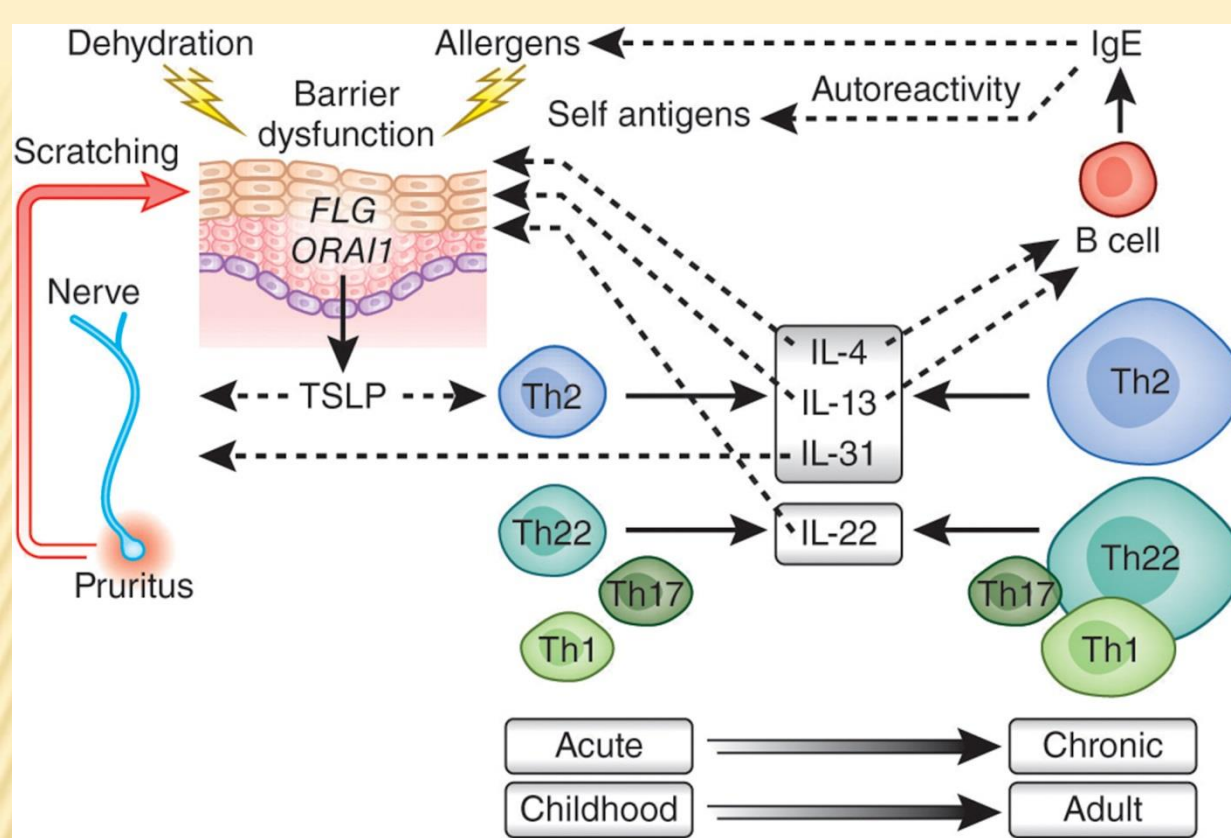 Dehydration
Allergens
IgE
Barrier
dysfunction
Self antigens
Autoreactivity
Scratching
FLG
ORAI1
B cell
Nerve
TSLP
Th2
IL-4
IL-13
IL-31
Th2
Th22
IL-22
Th22
Th17
Th1
Th17
Th1
Pruritus
Acute
Chronic
Childhood
Adult